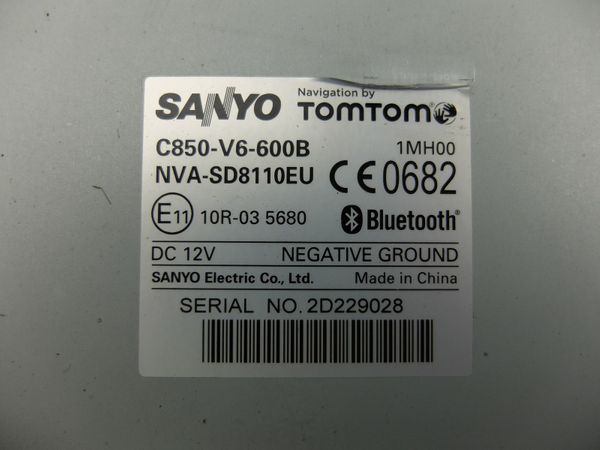 SANYO Navigation by TOMTOM
C850-V6-600B 1MH00
NVA-SD8110EU CE0682
E11 10R-03 5680 Bluetooth®
DC 12V NEGATIVE GROUND
SANYO Electric Co., Ltd. Made in China
SERIAL NO. 2D229028